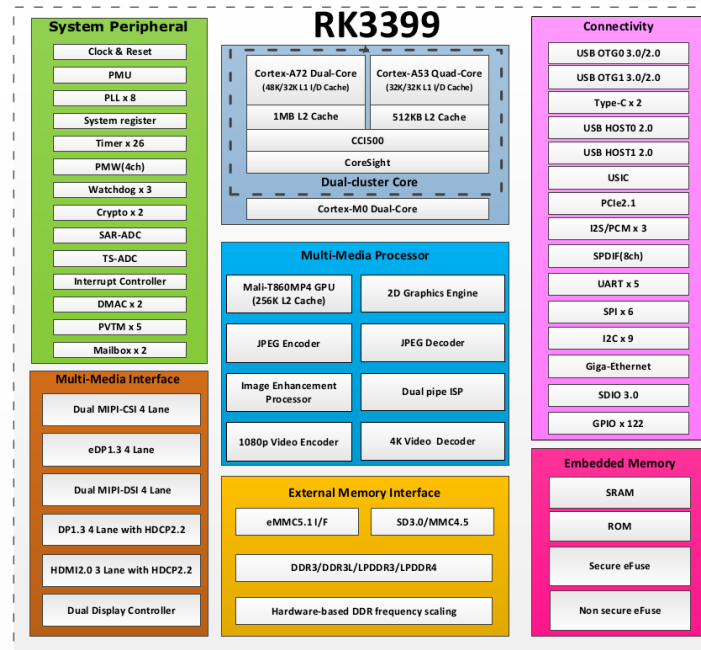 RK3399
System Peripheral
Clock & Reset
PMU
PLL x 8
System register
Timer x 26
PMW(4ch)
Watchdog x 3
Crypto x 2
SAR-ADC
TS-ADC
Interrupt Controller
DMAC x 2
PVTM x 5
Mailbox x 2
Multi-Media Interface
Dual MIPI-CSI 4 Lane
eDP1.3 4 Lane
Dual MIPI-DSI 4 Lane
DP1.3 4 Lane with HDCP2.2
HDMI2.0 3 Lane with HDCP2.2
Dual Display Controller
Cortex-A72 Dual-Core
(48K/32K L1 I/D Cache)
Cortex-A53 Quad-Core
(32K/32K L1 I/D Cache)
1MB L2 Cache
512KB L2 Cache
CCI500
CoreSight
Dual-cluster Core
Cortex-M0 Dual-Core
Multi-Media Processor
Mali-T860MP4 GPU
(256K L2 Cache)
2D Graphics Engine
JPEG Encoder
JPEG Decoder
Image Enhancement
Processor
Dual pipe ISP
1080p Video Encoder
4K Video Decoder
External Memory Interface
eMMC5.1 I/F
SD3.0/MMC4.5
DDR3/DDR3L/LPDDR3/LPDDR4
Hardware-based DDR frequency scaling
Connectivity
USB OTG0 3.0/2.0
USB OTG1 3.0/2.0
Type-C x 2
USB HOST0 2.0
USB HOST1 2.0
USIC
PCIe2.1
I2S/PCM x 3
SPDIF(8ch)
UART x 5
SPI x 6
I2C x 9
Giga-Ethernet
SDIO 3.0
GPIO x 122
Embedded Memory
SRAM
ROM
Secure eFuse
Non secure eFuse